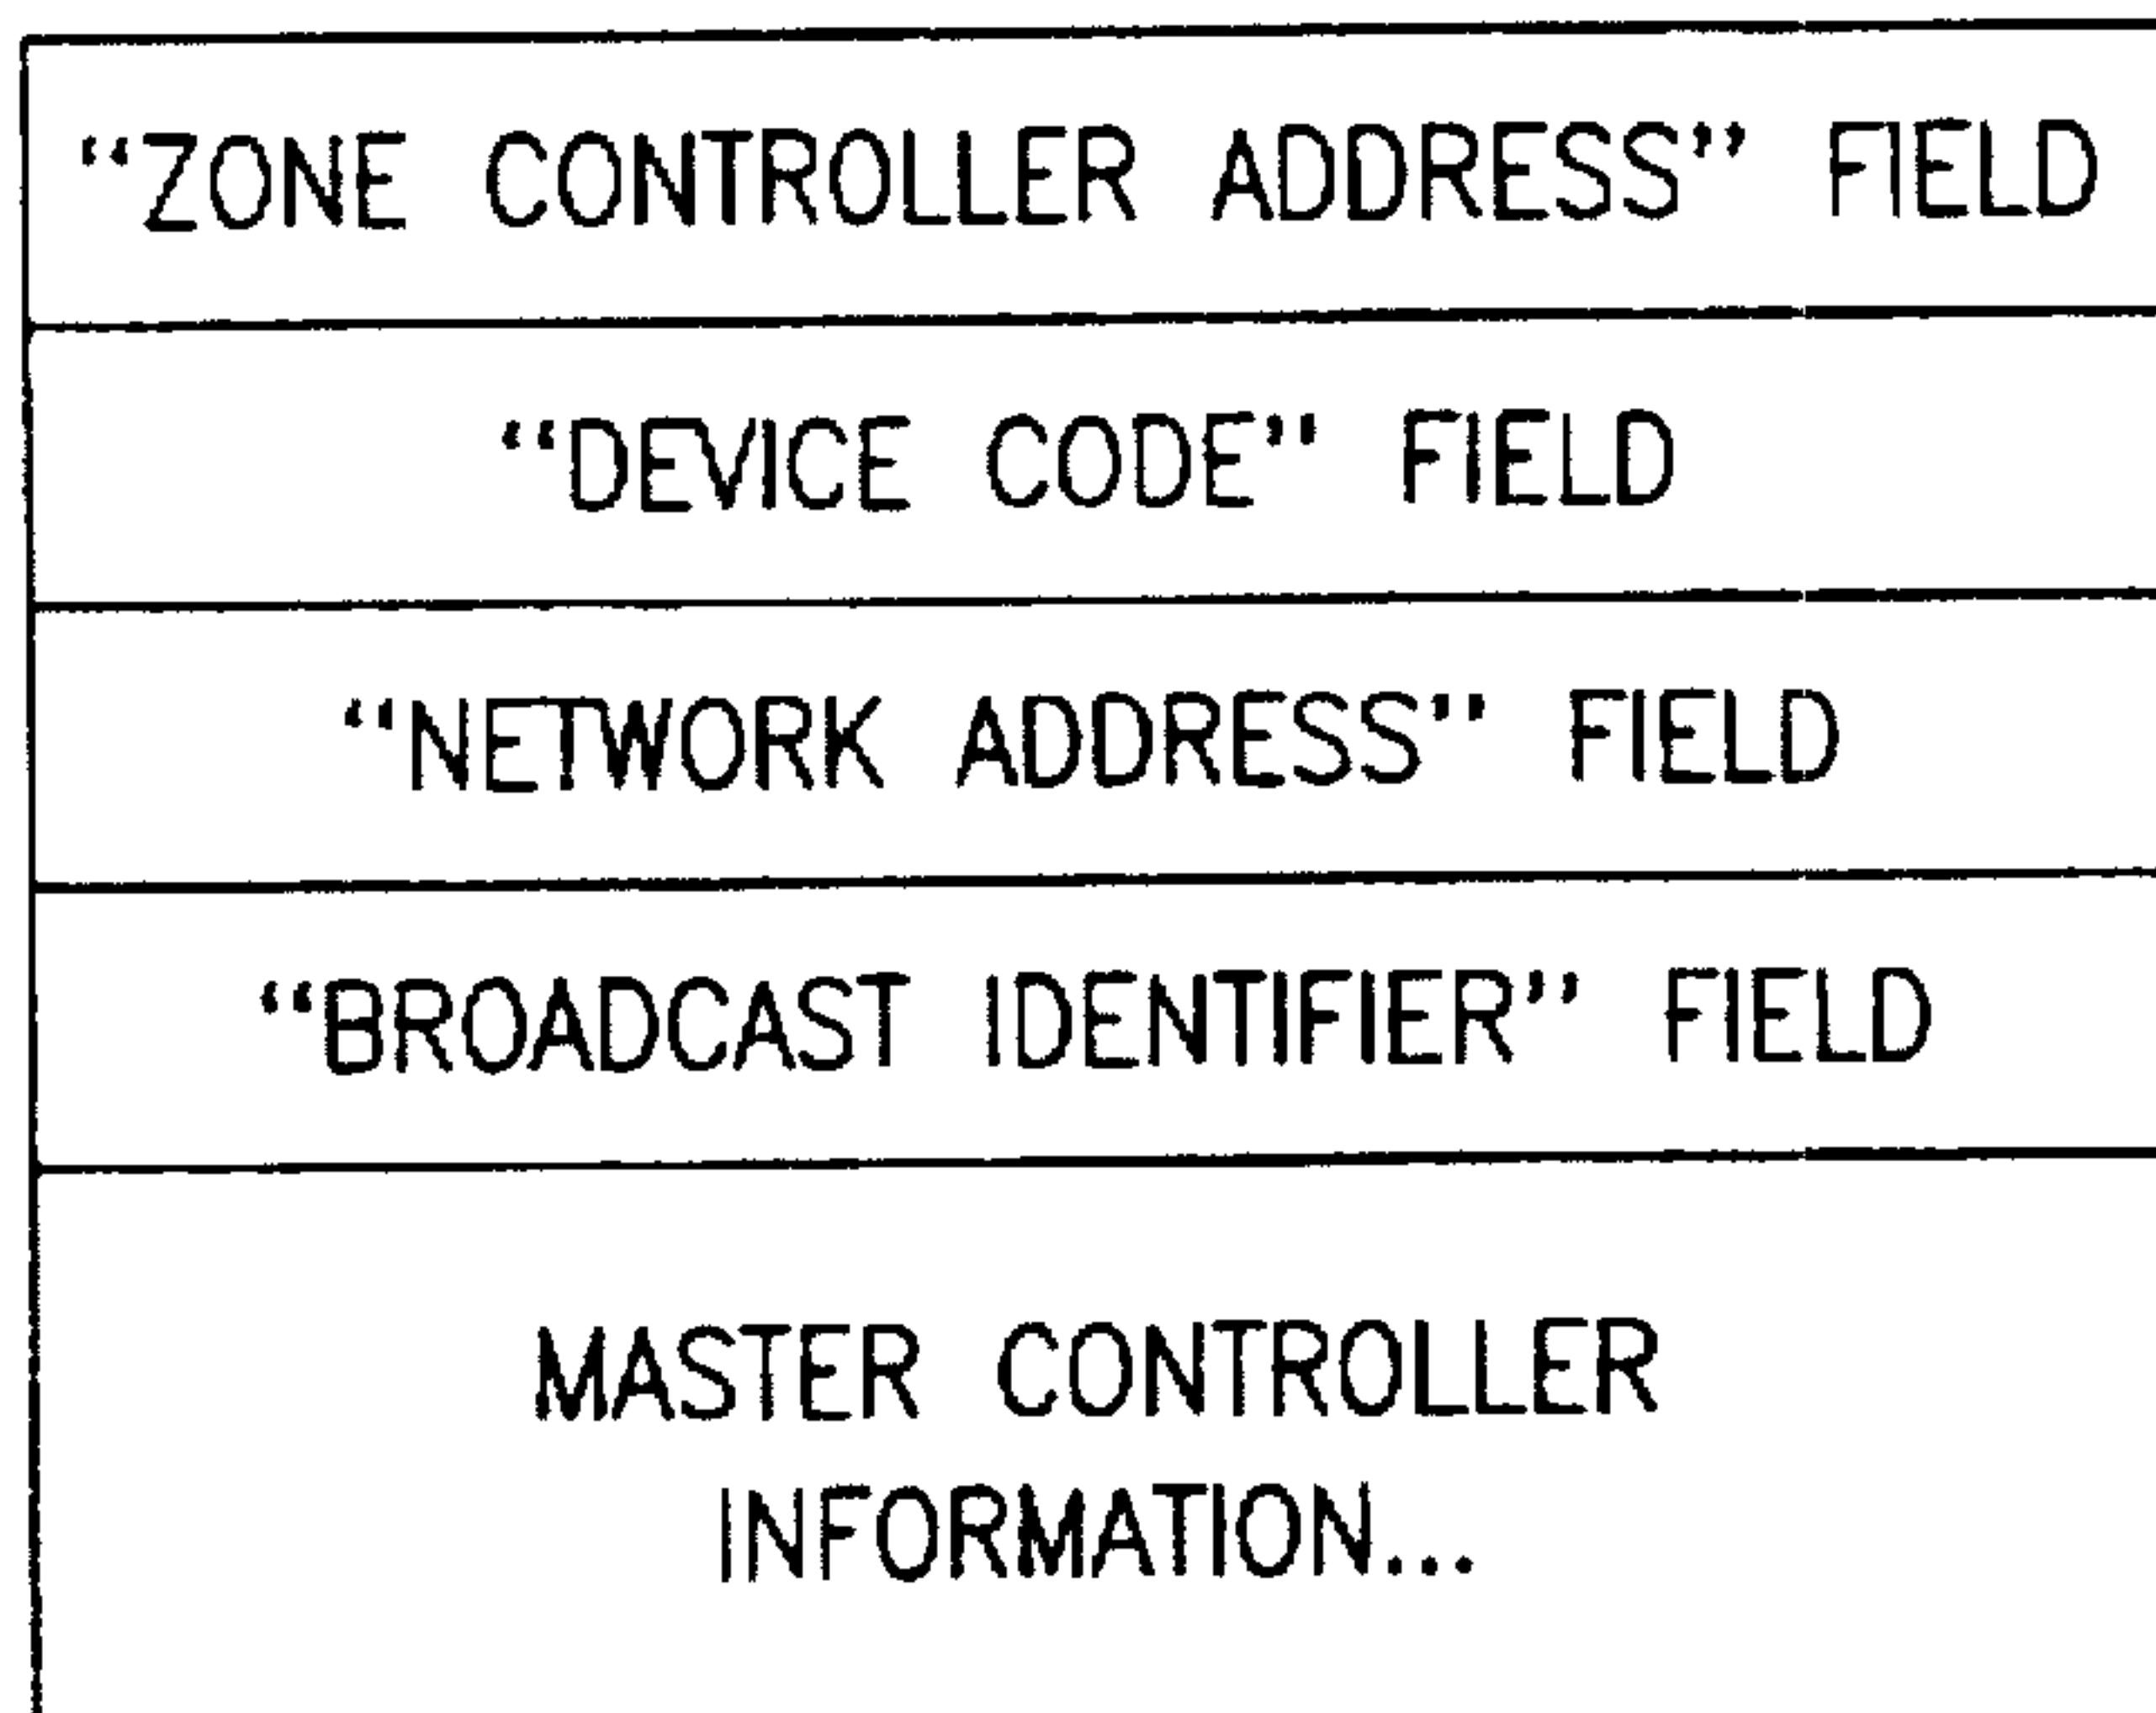 “ZONE CONTROLLER ADDRESS” FIELD
“DEVICE CODE” FIELD
“NETWORK ADDRESS” FIELD
“BROADCAST IDENTIFIER” FIELD
MASTER CONTROLLER
INFORMATION...